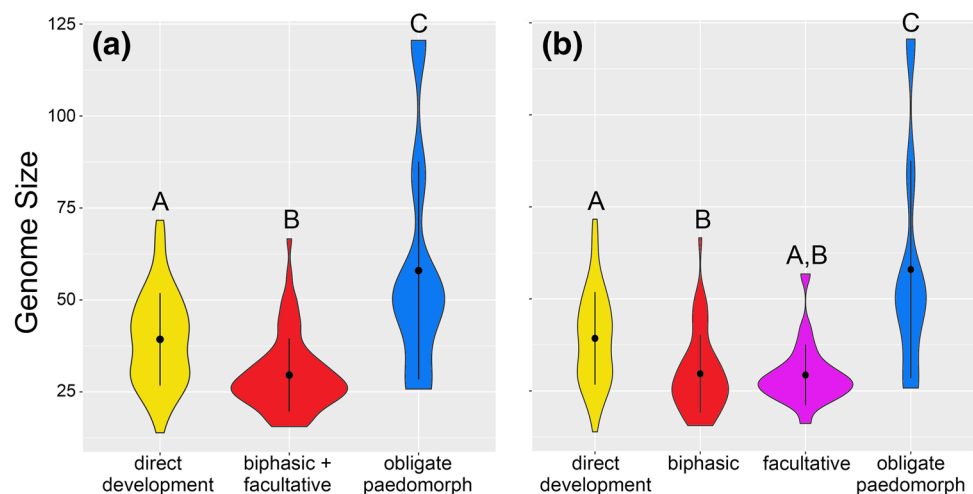 Genome Size
125
100
75
50
25
(a)
A
B
C
direct
development
biphasic +
facultative
obligate
paedomorph
(b)
A
B
A,B
C
direct
development
biphasic
facultative
obligate
paedomorph